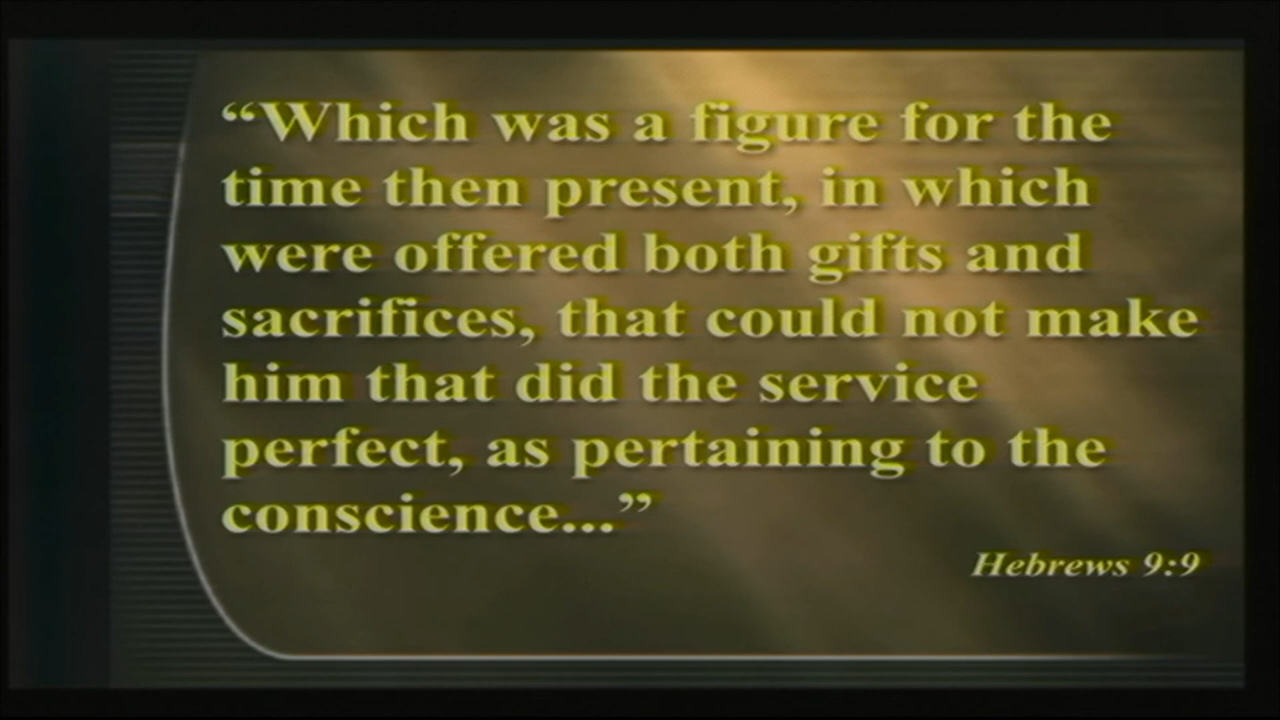 “Which was a figure for the
time then present, in which
were offered both gifts and
sacrifices, that could not make
him that did the service
perfect, as pertaining to the
conscience...”
Hebrews 9:9